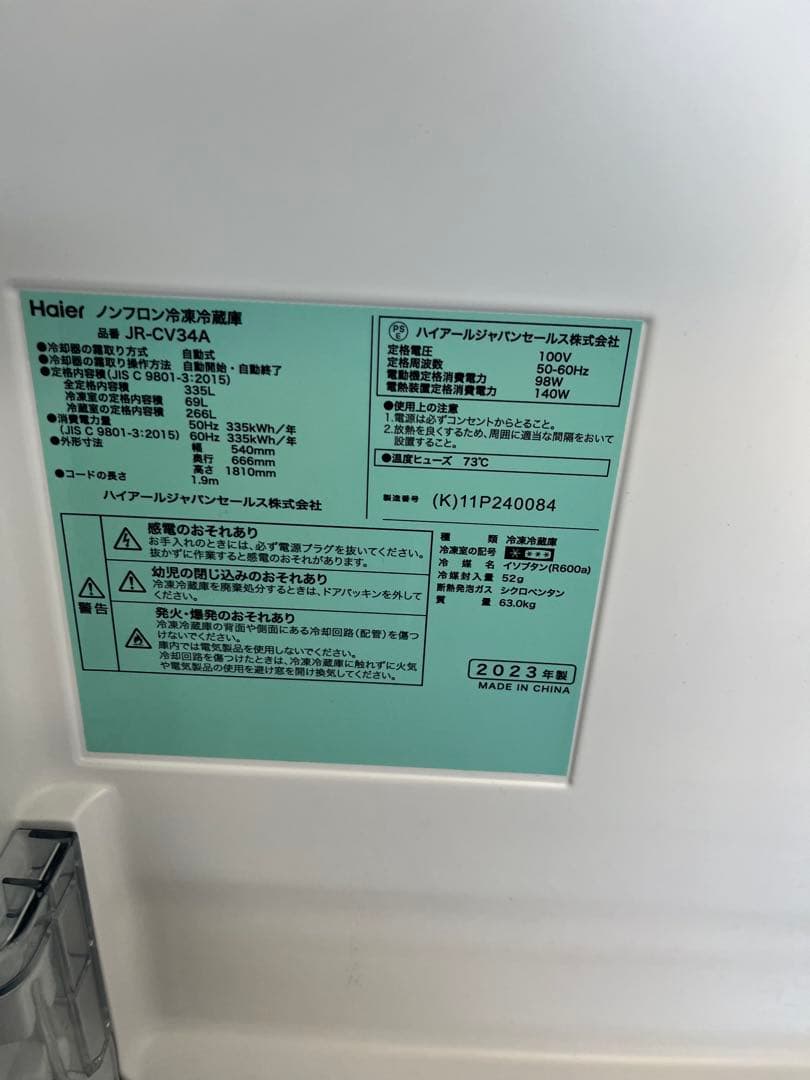 Haier ノンフロン冷凍冷蔵庫
品番 JR-CV34A
●冷却器の霜取り方式 自動式
●冷却器の霜取り操作方法 自動開始・自動終了
●定格内容積(JIS C 9801-3:2015)
全定格内容積 335L
冷凍室の定格内容積 69L
冷蔵室の定格内容積 266L
●消費電力量 50Hz 335kWh/年
(JIS C 9801-3:2015) 60Hz 335kWh/年
●外形寸法 幅 540mm
奥行 666mm
高さ 1810mm
●コードの長さ 1.9m
ハイアールジャパンセールス株式会社
PS
E
ハイアールジャパンセールス株式会社
定格電圧 100V
定格周波数 50-60Hz
電動機定格消費電力 98W
電熱装置定格消費電力 140W
●使用上の注意
1.電源は必ずコンセントからとること。
2.放熱を良くするため、周囲に適当な間隔をおいて
設置すること。
●温度ヒューズ 73℃
製造番号 (K)11P240084
警告
感電のおそれあり
お手入れのときには、必ず電源プラグを抜いてください。
抜かずに作業すると感電のおそれがあります。
幼児の閉じ込みのおそれあり
冷凍冷蔵庫を廃棄処分するときは、ドアパッキンを外して
ください。
発火・爆発のおそれあり
冷凍冷蔵庫の背面や側面にある冷却回路(配管)を傷つ
けないでください。
庫内では電気製品を使用しないでください。
冷却回路を傷つけたときは、冷凍冷蔵庫に触れずに火気
や電気製品の使用を避け窓を開け換気してください。
種類 冷凍冷蔵庫
冷凍室の記号 * ***
冷媒名 イソブタン(R600a)
冷媒封入量 52g
断熱発泡ガス シクロペンタン
質量 63.0kg
2023年製
MADE IN CHINA